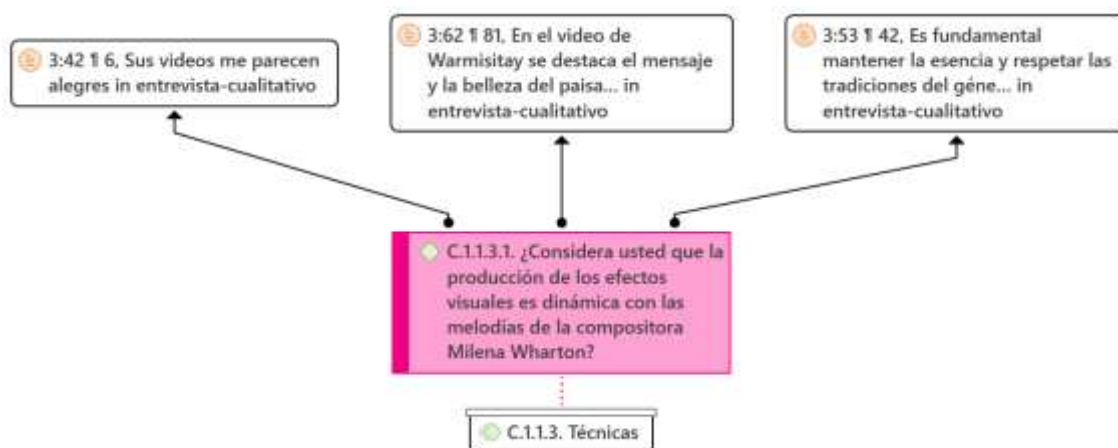 3:42 ¶ 6, Sus videos me parecen
alegres in entrevista-cualitativo
3:62 ¶ 81, En el video de
Warmisitay se destaca el mensaje
y la belleza del paisa... in
entrevista-cualitativo
3:53 ¶ 42, Es fundamental
mantener la esencia y respetar las
tradiciones del géne... in
entrevista-cualitativo
C.1.1.3.1. ¿Considera usted que la
producción de los efectos
visuales es dinámica con las
melodías de la compositora
Milena Wharton?
C.1.1.3. Técnicas